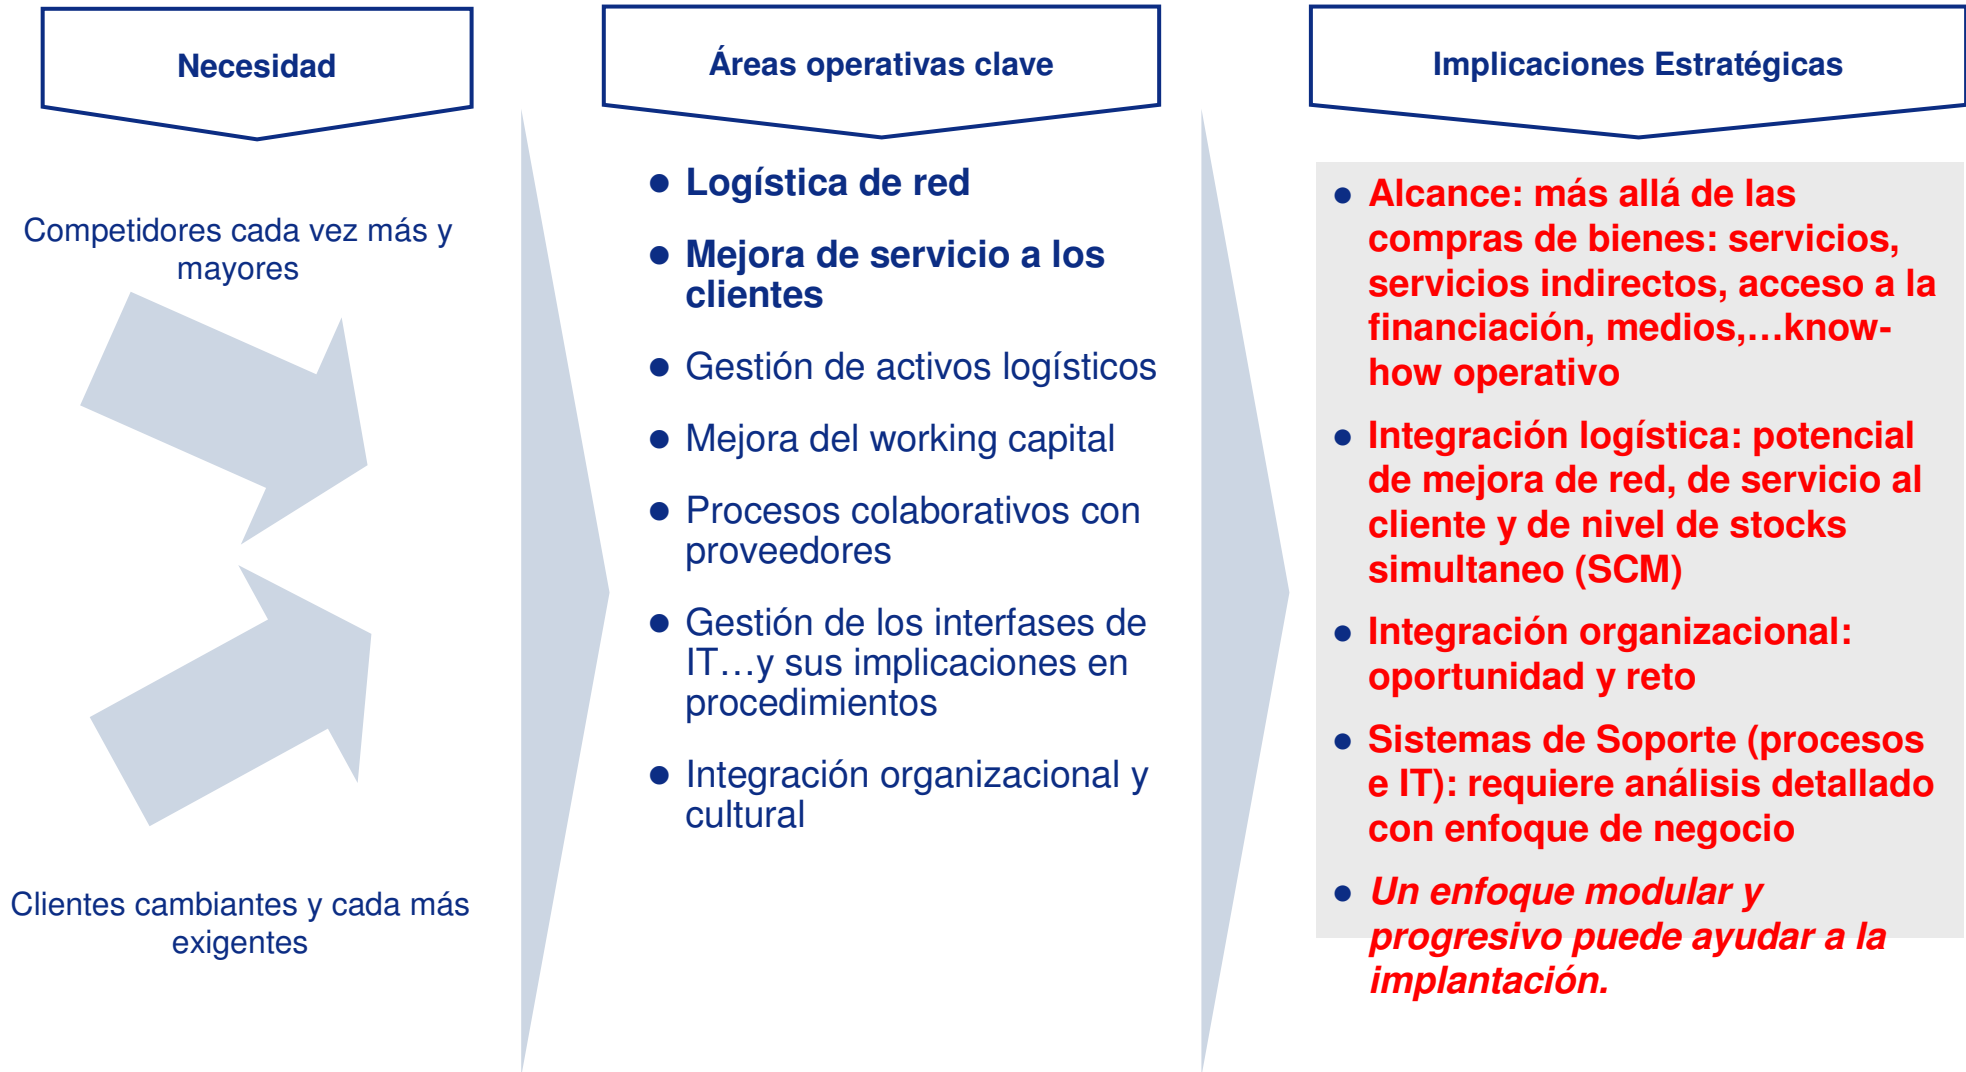 Necesidad
Áreas operativas clave
Implicaciones Estratégicas
Competidores cada vez más y
mayores
Clientes cambiantes y cada más
exigentes
● Logística de red
● Mejora de servicio a los
clientes
● Gestión de activos logísticos
● Mejora del working capital
● Procesos colaborativos con
proveedores
● Gestión de los interfases de
IT…y sus implicaciones en
procedimientos
● Integración organizacional y
cultural
● Alcance: más allá de las
compras de bienes: servicios,
servicios indirectos, acceso a la
financiación, medios,…know-
how operativo
● Integración logística: potencial
de mejora de red, de servicio al
cliente y de nivel de stocks
simultaneo (SCM)
● Integración organizacional:
oportunidad y reto
● Sistemas de Soporte (procesos
e IT): requiere análisis detallado
con enfoque de negocio
● Un enfoque modular y
progresivo puede ayudar a la
implantación.